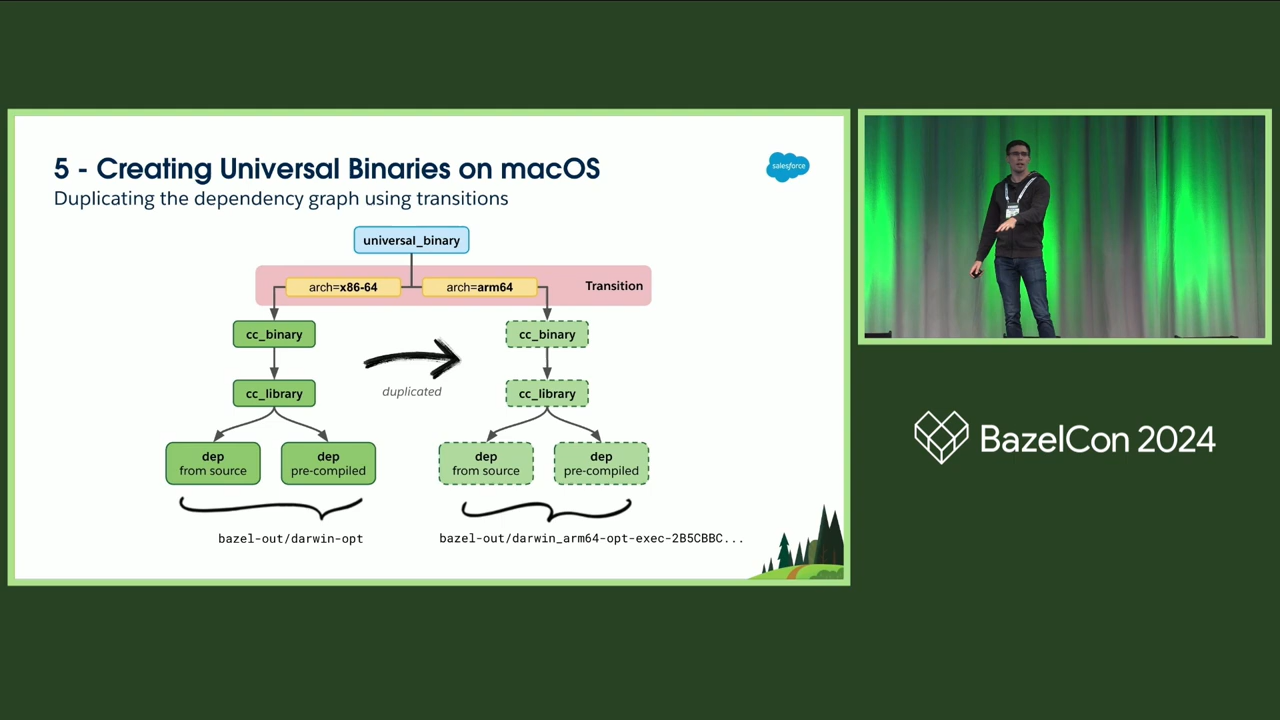 5 - Creating Universal Binaries on macOS
salesforce
Duplicating the dependency graph using transitions
universal_binary
arch=x86-64
arch=arm64
Transition
cc_binary
cc_binary
duplicated
cc_library
cc_library
dep
from source
dep
pre-compiled
dep
from source
dep
pre-compiled
bazel-out/darwin-opt
bazel-out/darwin_arm64-opt-exec-2B5CBBC...
BazelCon 2024